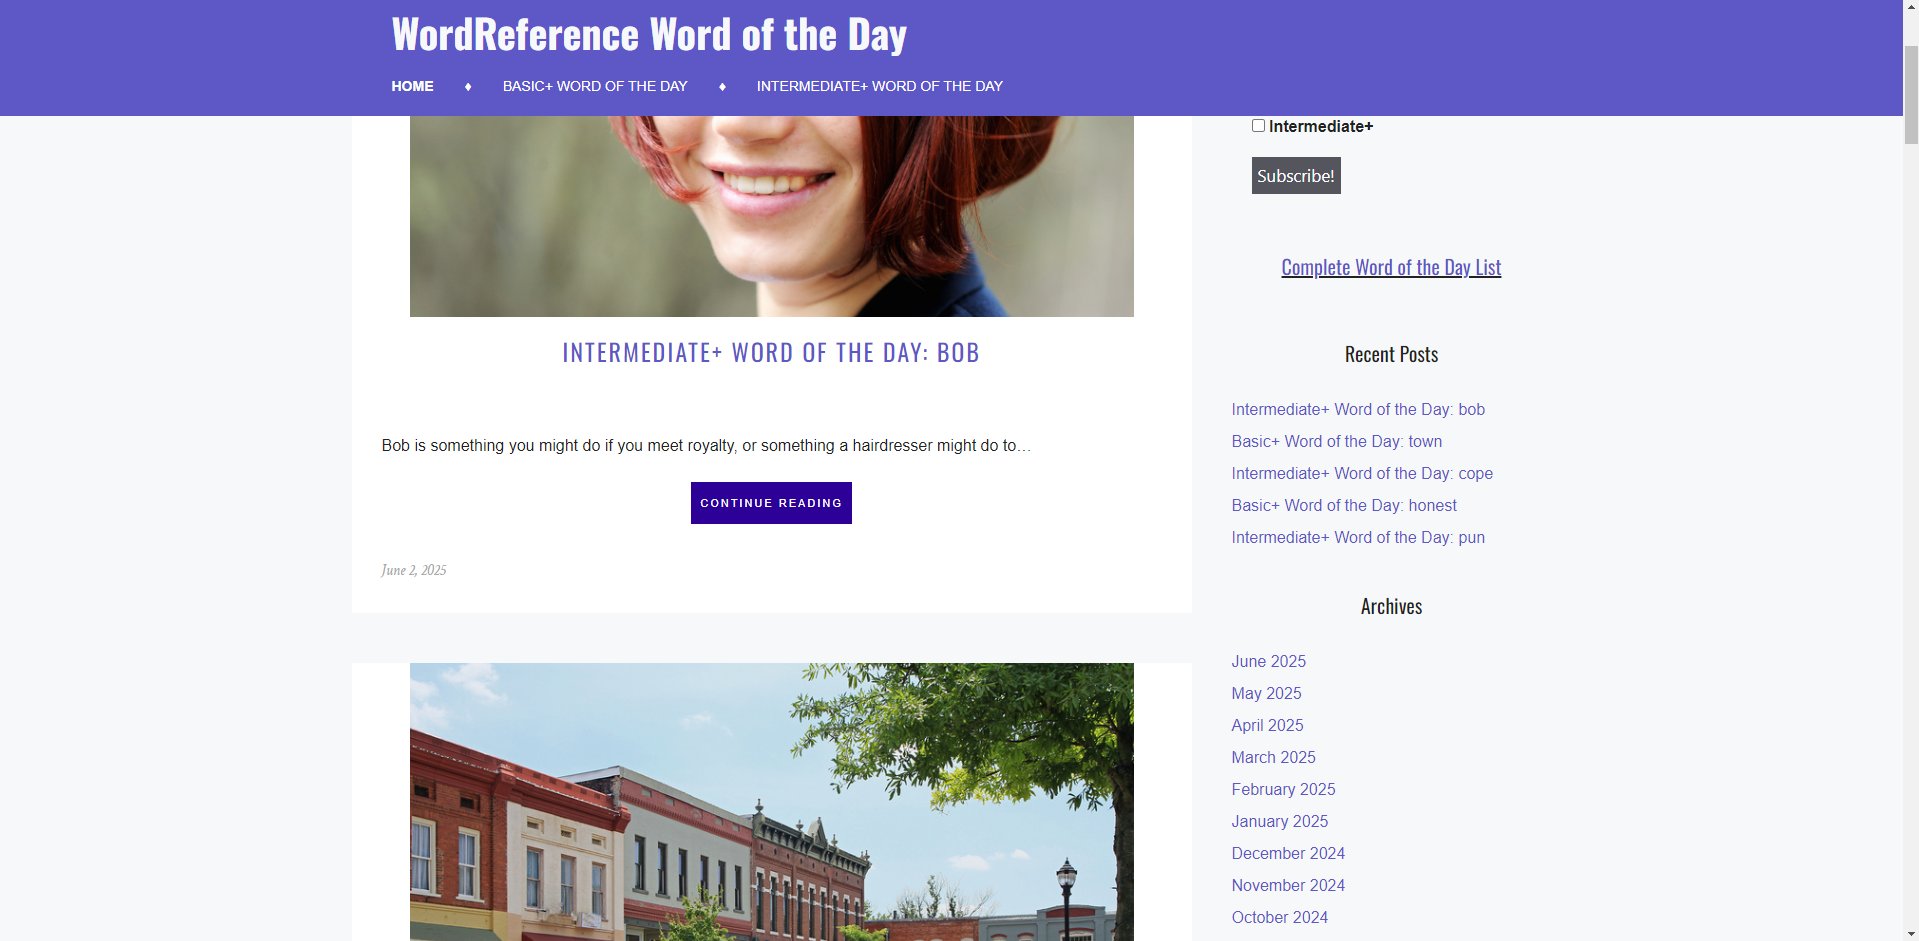 WordReference Word of the Day
HOME ♦ BASIC+ WORD OF THE DAY ♦ INTERMEDIATE+ WORD OF THE DAY
INTERMEDIATE+ WORD OF THE DAY: BOB
Bob is something you might do if you meet royalty, or something a hairdresser might do to…
CONTINUE READING
June 2, 2025
Intermediate+
Subscribe!
Complete Word of the Day List
Recent Posts
Intermediate+ Word of the Day: bob
Basic+ Word of the Day: town
Intermediate+ Word of the Day: cope
Basic+ Word of the Day: honest
Intermediate+ Word of the Day: pun
Archives
June 2025
May 2025
April 2025
March 2025
February 2025
January 2025
December 2024
November 2024
October 2024